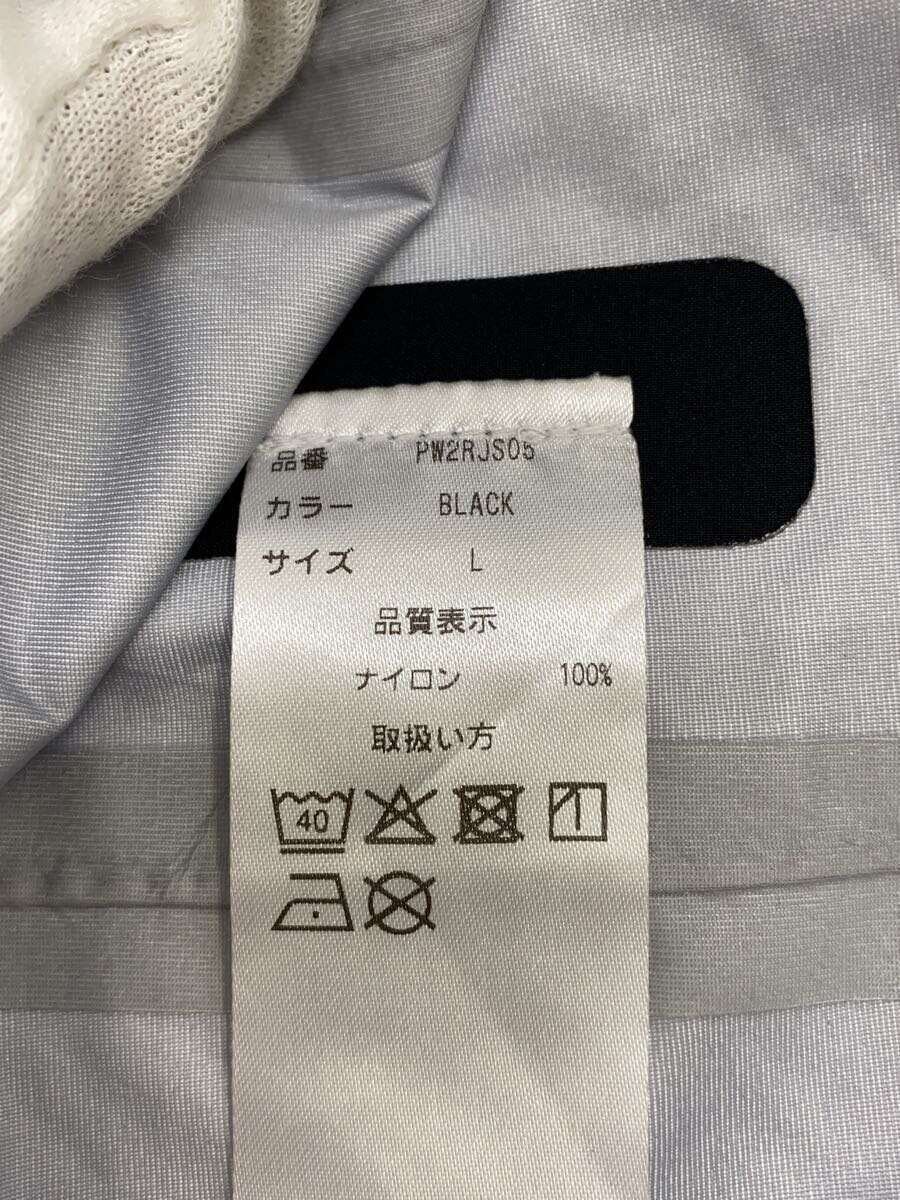 品番 PW2RJS05
カラー BLACK
サイズ L
品質表示
ナイロン 100%
取扱い方
40